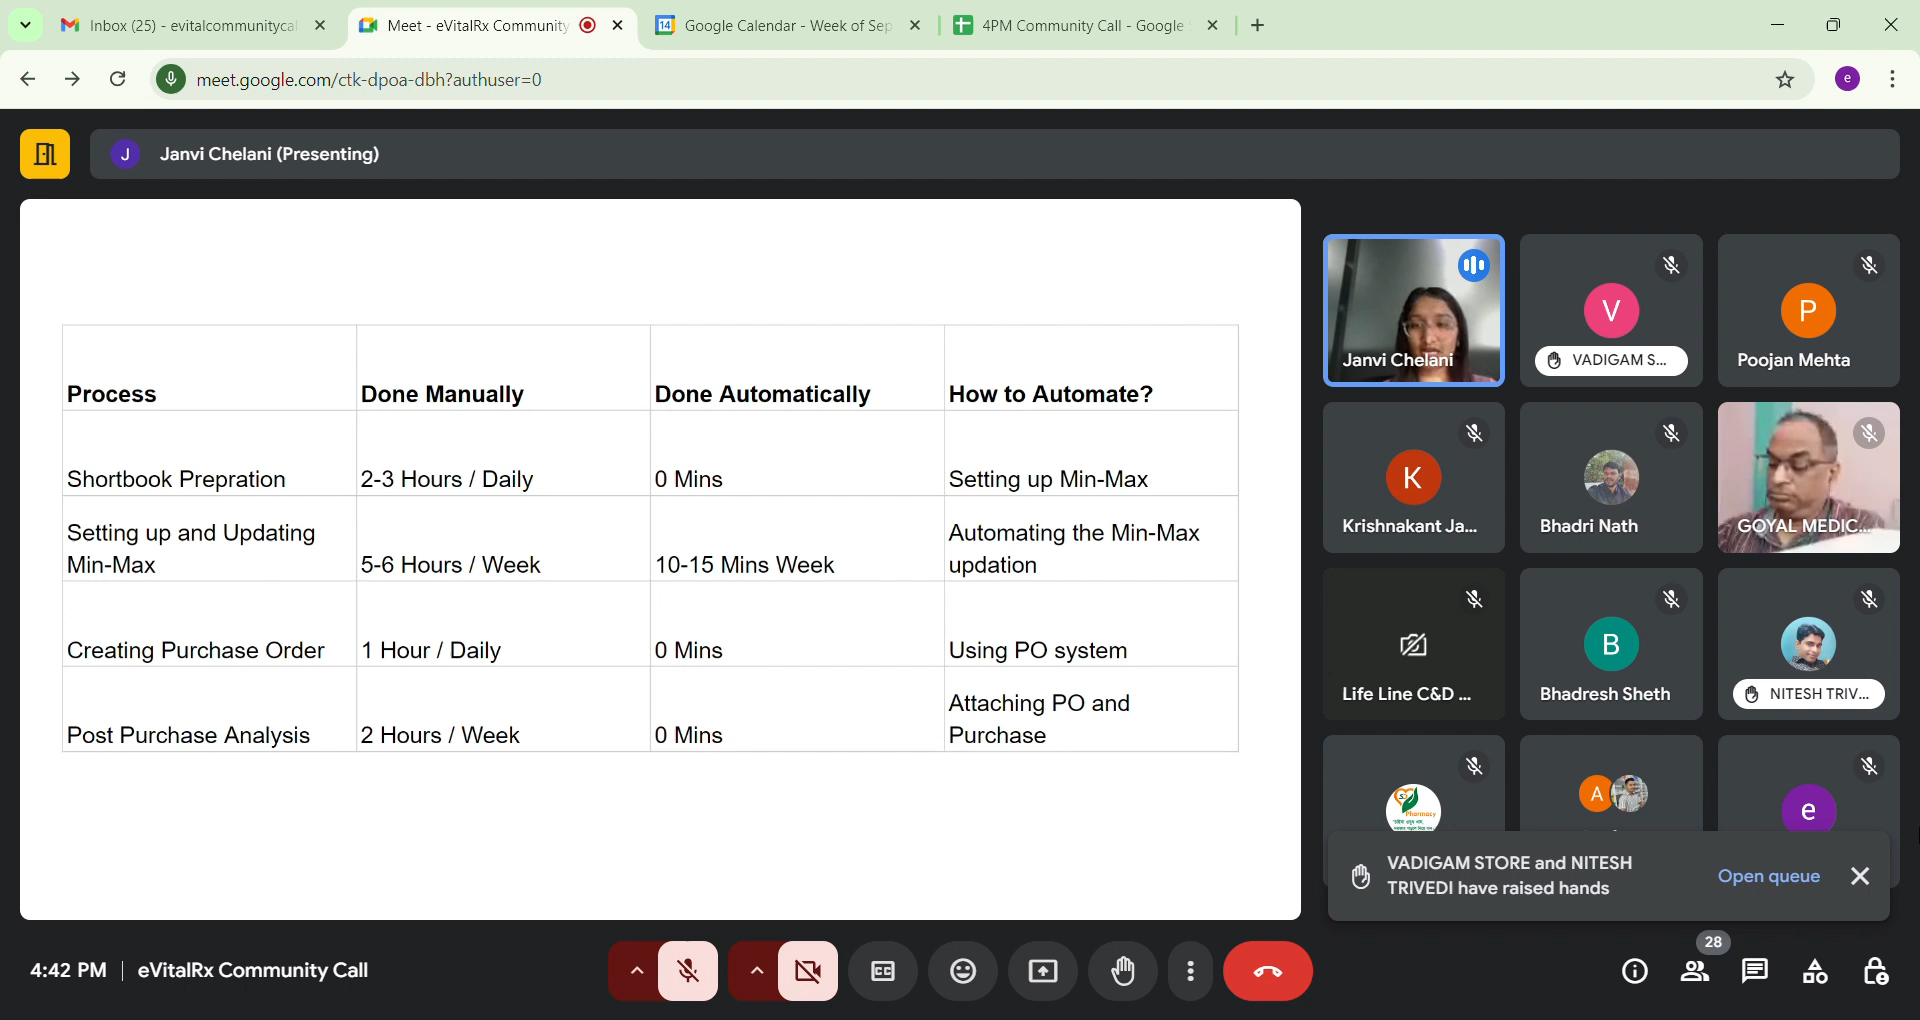 Inbox (25) - evitalcommunitycal
Meet - eVitalRx Community
14
Google Calendar - Week of Sep
4PM Community Call - Google
meet.google.com/ctk-dpoa-dbh?authuser=0
e
J
Janvi Chelani (Presenting)
Process Done Manually Done Automatically How to Automate?
Shortbook Prepration 2-3 Hours / Daily 0 Mins Setting up Min-Max
Setting up and Updating Min-Max 5-6 Hours / Week 10-15 Mins Week Automating the Min-Max updation
Creating Purchase Order 1 Hour / Daily 0 Mins Using PO system
Post Purchase Analysis 2 Hours / Week 0 Mins Attaching PO and Purchase
Janvi Chelani
V
VADIGAM S...
P
Poojan Mehta
K
Krishnakant Ja...
Bhadri Nath
GOYAL MEDIC...
Life Line C&D ...
B
Bhadresh Sheth
NITESH TRIV...
Pharmacy
A
e
VADIGAM STORE and NITESH
TRIVEDI have raised hands
Open queue
4:42 PM | eVitalRx Community Call
CC
28